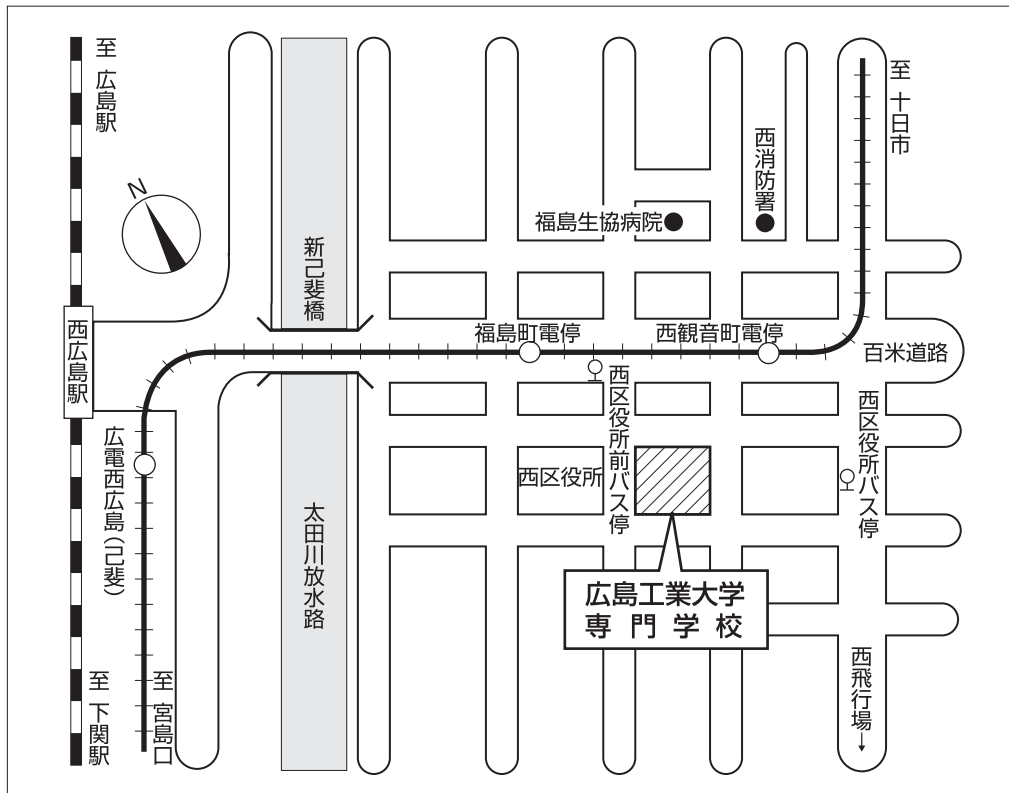 至 広島駅
N
新己斐橋
福島生協病院
西消防署
至 十日市
西広島駅
福島町電停
西観音町電停
百米道路
広電西広島(己斐)
太田川放水路
西区役所
西区役所前バス停
西区役所バス停
広島工業大学
専門学校
至 下関駅
至 宮島口
西飛行場